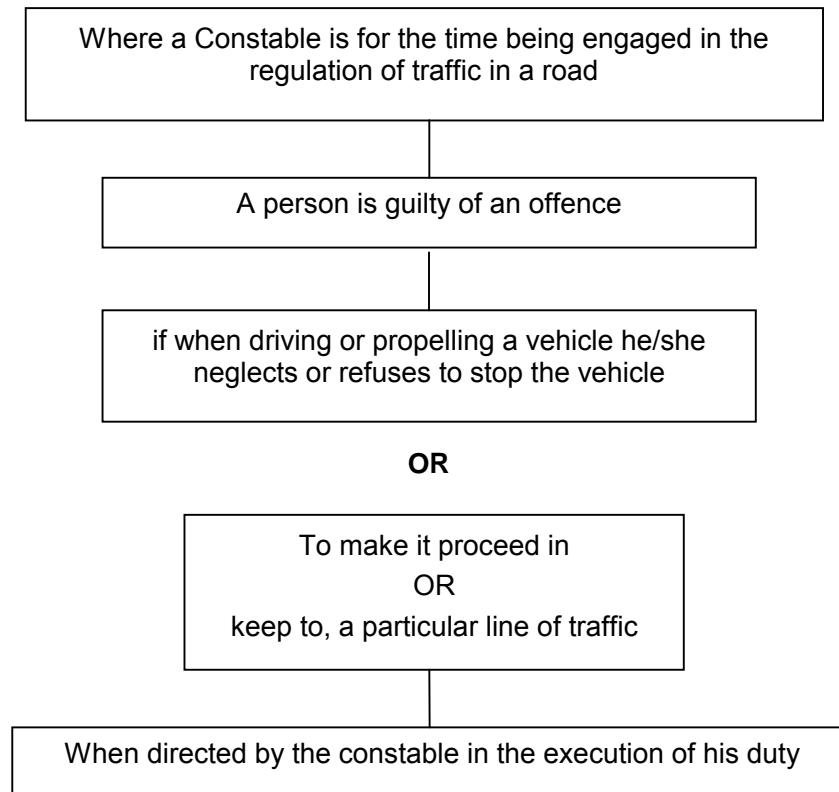 Where a Constable is for the time being engaged in the
regulation of traffic in a road
A person is guilty of an offence
if when driving or propelling a vehicle he/she
neglects or refuses to stop the vehicle
OR
To make it proceed in
OR
keep to, a particular line of traffic
When directed by the constable in the execution of his duty